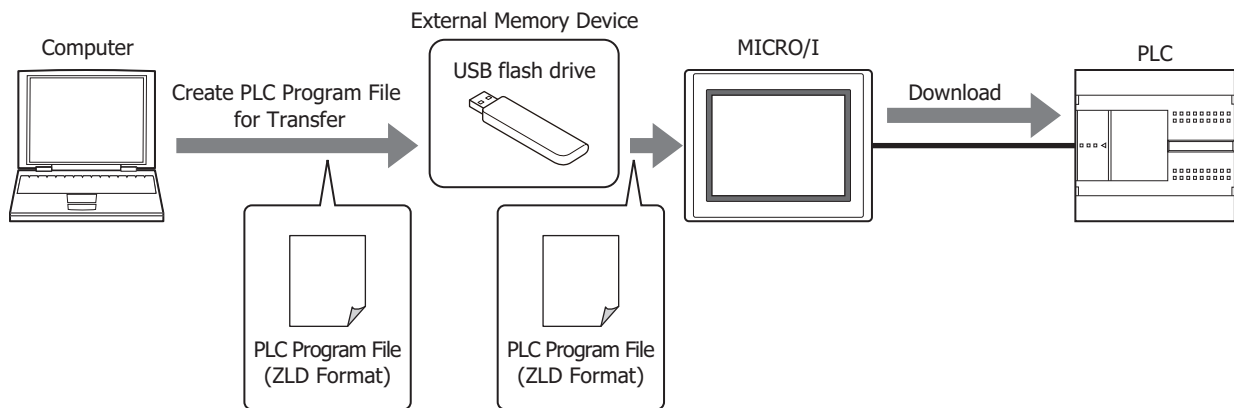 External Memory Device
Computer
USB flash drive
MICRO/I
PLC
Create PLC Program File
for Transfer
Download
PLC Program File
(ZLD Format)
PLC Program File
(ZLD Format)